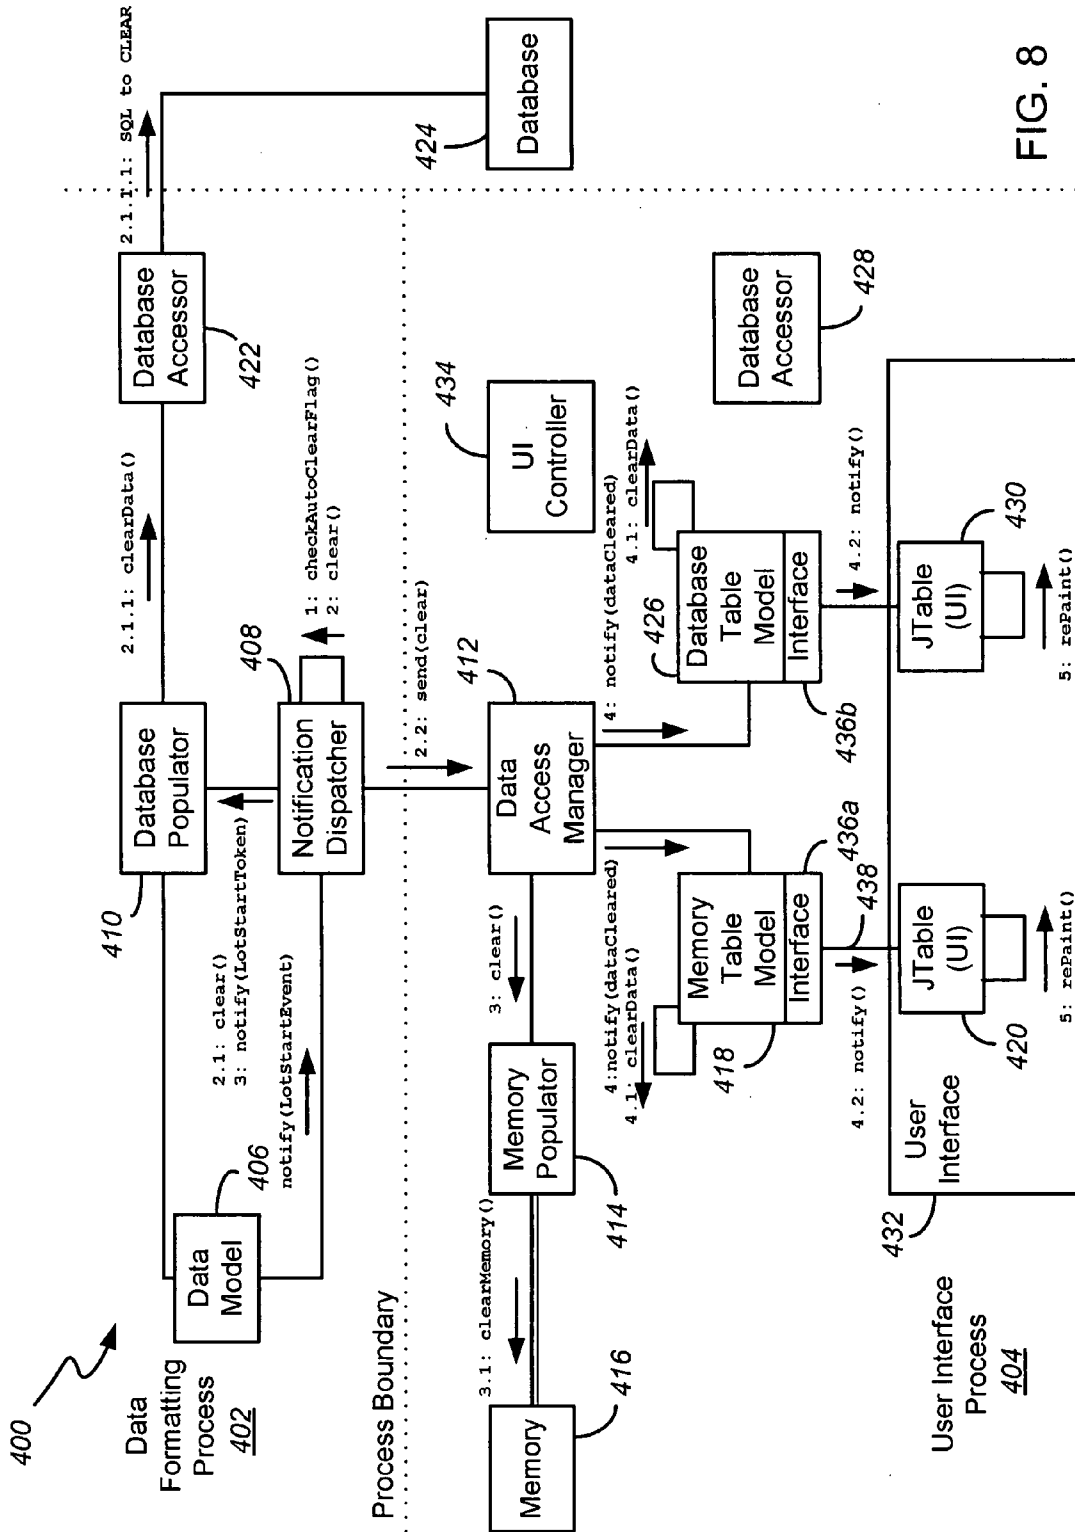 400
Data
Formatting
Process
402
Data
Model
406
notify(LotStartEvent)
2.1: clear()
3: notify(LotStartToken)
410
Database
Populator
2.1.1: clearData()
Database
Accessor
422
2.1.1.1: SQL to CLEAR
Notification
Dispatcher
408
1: checkAutoClearFlag()
2: clear()
Process Boundary
2.2: send(clear)
Memory
416
3.1: clearMemory()
Memory
Populator
414
3: clear()
Data
Access
Manager
412
UI
Controller
434
424
Database
4:notify(dataCleared)
4.1: clearData()
4: notify(dataCleared)
4.1: clearData()
418
Memory
Table
Model
Interface
436a
426
Database
Table
Model
Interface
436b
Database
Accessor
428
4.2: notify()
438
4.2: notify()
User Interface
Process
404
432
User
Interface
420
JTable
(UI)
5: rePaint()
JTable
(UI)
430
5: rePaint()
FIG. 8